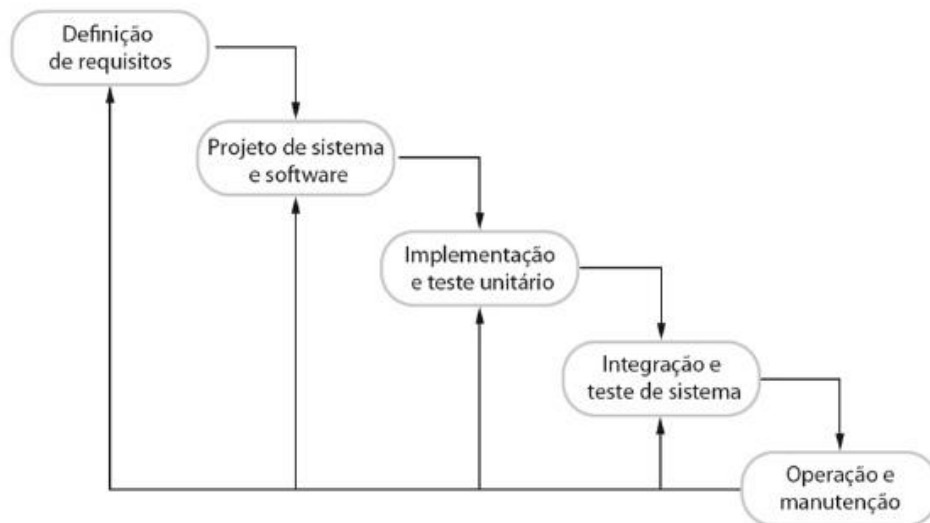 Definição
de requisitos
Projeto de sistema
e software
Implementação
e teste unitário
Integração e
teste de sistema
Operação e
manutenção